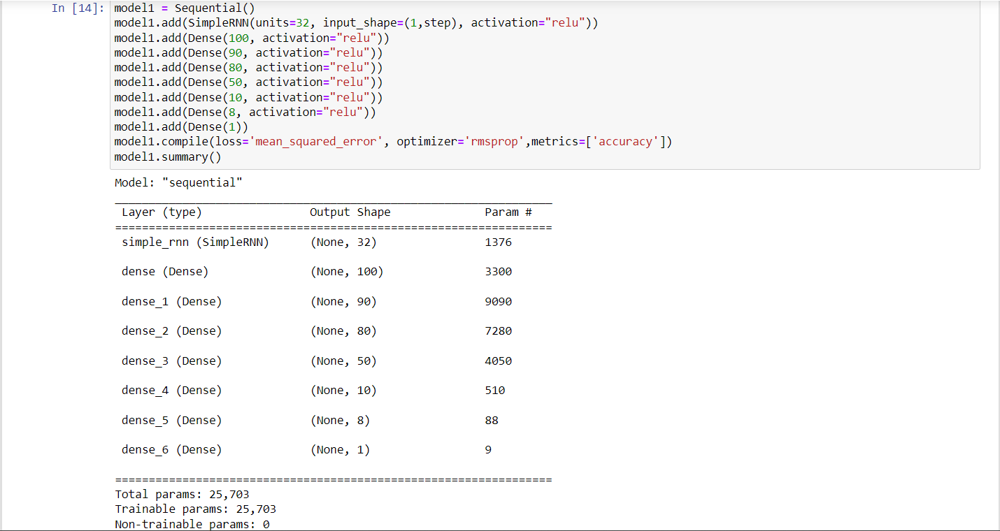 In [14]: model1 = Sequential()
model1.add(SimpleRNN(units=32, input_shape=(1,step), activation="relu"))
model1.add(Dense(100, activation="relu"))
model1.add(Dense(90, activation="relu"))
model1.add(Dense(80, activation="relu"))
model1.add(Dense(50, activation="relu"))
model1.add(Dense(10, activation="relu"))
model1.add(Dense(8, activation="relu"))
model1.add(Dense(1))
model1.compile(loss='mean_squared_error', optimizer='rmsprop',metrics=['accuracy'])
model1.summary()
Model: "sequential"
_________________________________________________________________
Layer (type) Output Shape Param #
=================================================================
simple_rnn (SimpleRNN) (None, 32) 1376
dense (Dense) (None, 100) 3300
dense_1 (Dense) (None, 90) 9090
dense_2 (Dense) (None, 80) 7280
dense_3 (Dense) (None, 50) 4050
dense_4 (Dense) (None, 10) 510
dense_5 (Dense) (None, 8) 88
dense_6 (Dense) (None, 1) 9
=================================================================
Total params: 25,703
Trainable params: 25,703
Non-trainable params: 0